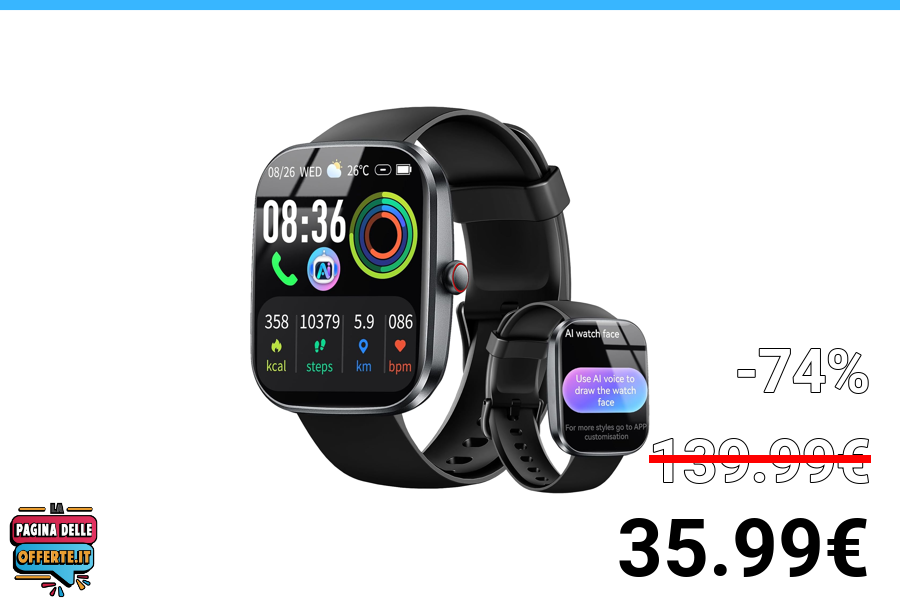 08/26 WED 26°C
08:36
Ai
358 10379 5.9 086
kcal steps km bpm
AI watch face
Use AI voice to
draw the watch
face
For more styles go to APP
customisation
-74%
139.99€
35.99€
LA
PAGINA DELLE
OFFERTE.IT